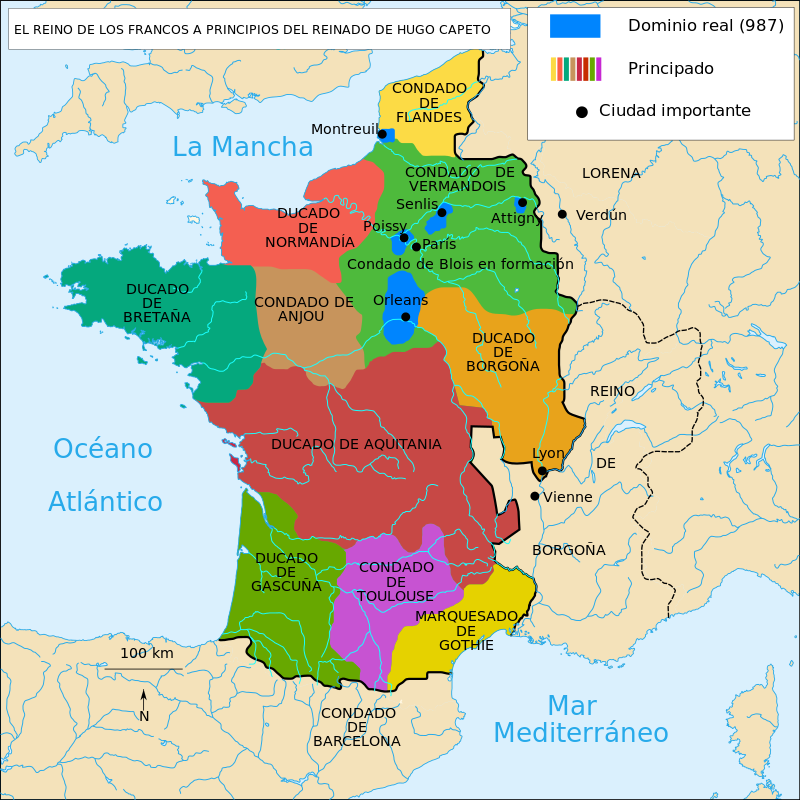 EL REINO DE LOS FRANCOS A PRINCIPIOS DEL REINADO DE HUGO CAPETO
Dominio real (987)
Principado
Ciudad importante
CONDADO
DE
FLANDES
Montreuil
La Mancha
CONDADO DE
VERMANDOIS
LORENA
Senlis
Attigny
Verdún
DUCADO
DE
NORMANDÍA
Poissy
París
Condado de Blois en formación
DUCADO
DE
BRETAÑA
CONDADO DE
ANJOU
Orleans
DUCADO
DE
BORGOÑA
REINO
DE
BORGOÑA
DUCADO DE AQUITANIA
Lyon
Vienne
Océano
Atlántico
DUCADO
DE
GASCUÑA
CONDADO
DE
TOULOUSE
MARQUESADO
DE
GOTHIE
100 km
N
CONDADO
DE
BARCELONA
Mar
Mediterráneo